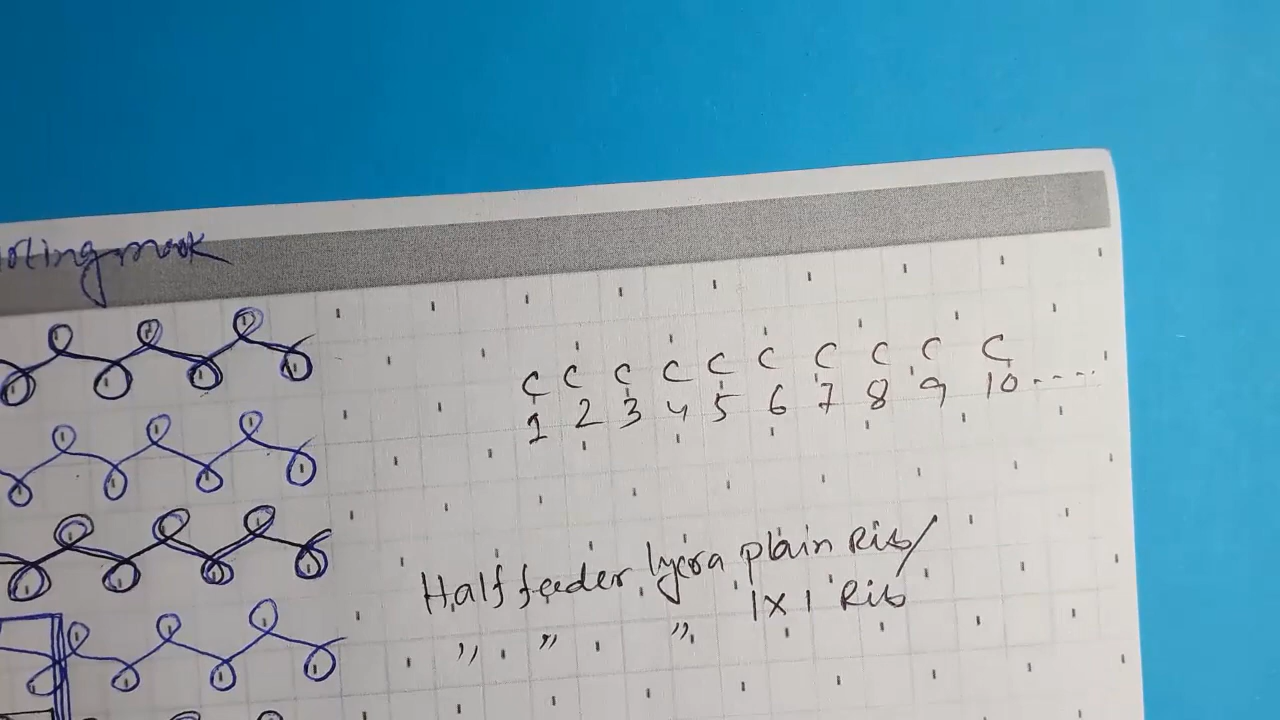 C C C C C C C C C C
1 2 3 4 5 6 7 8 9 10.....
Half feeder lycra plain Rib/
" " " 1x1 Rib